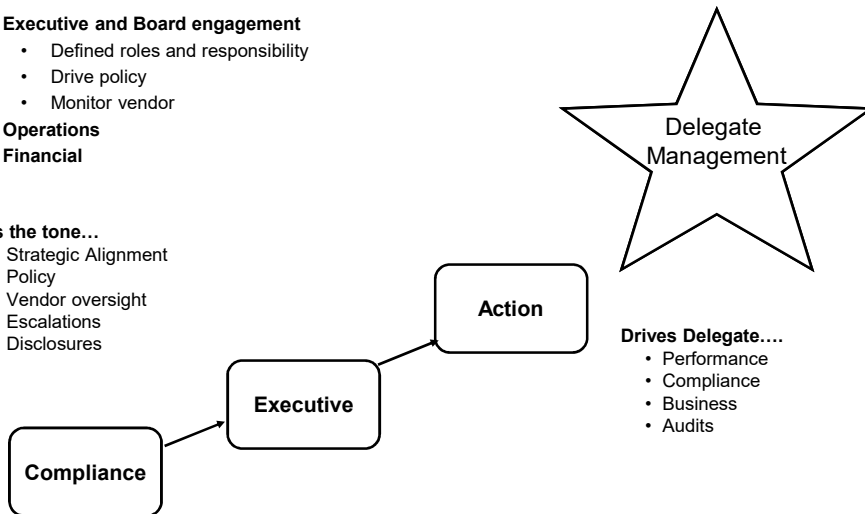 Executive and Board engagement
• Defined roles and responsibility
• Drive policy
• Monitor vendor
Operations
Financial
Delegate
Management
s the tone…
Strategic Alignment
Policy
Vendor oversight
Escalations
Disclosures
Action
Drives Delegate….
• Performance
• Compliance
• Business
• Audits
Executive
Compliance